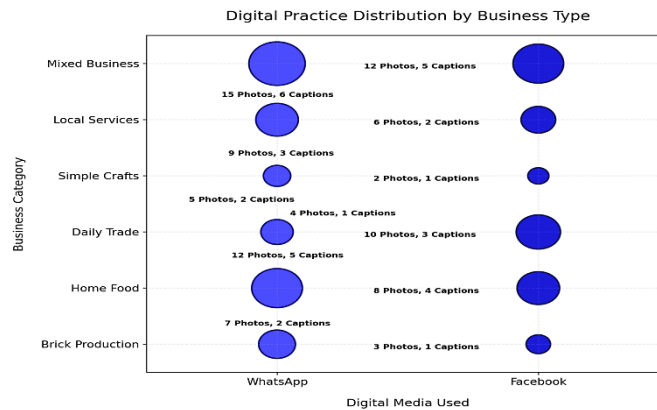 Digital Practice Distribution by Business Type
Mixed Business
12 Photos, 5 Captions
15 Photos, 6 Captions
Local Services
6 Photos, 2 Captions
9 Photos, 3 Captions
Simple Crafts
2 Photos, 1 Captions
5 Photos, 2 Captions
4 Photos, 1 Captions
Daily Trade
10 Photos, 3 Captions
12 Photos, 5 Captions
Home Food
8 Photos, 4 Captions
7 Photos, 2 Captions
Brick Production
3 Photos, 1 Captions
Business Category
WhatsApp
Facebook
Digital Media Used